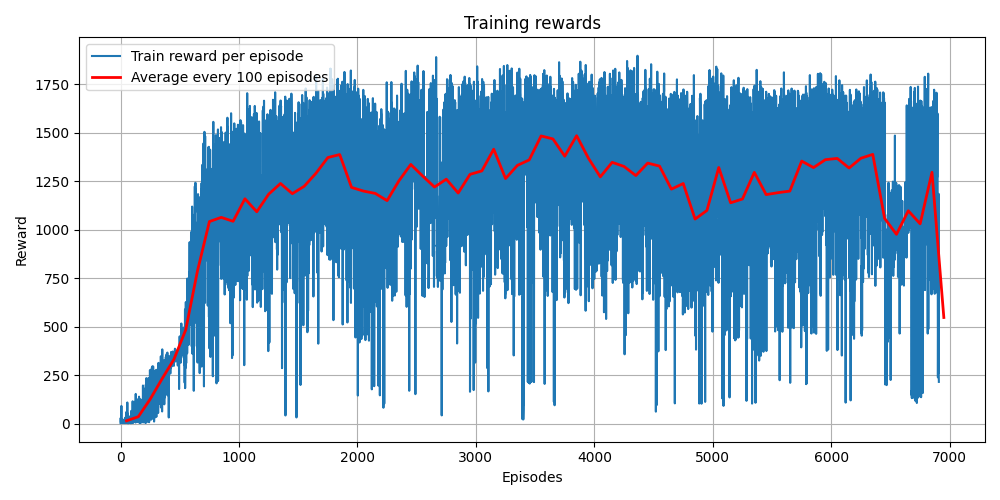 Training rewards
Train reward per episode
Average every 100 episodes
Reward
1750
1500
1250
1000
750
500
250
0
0 1000 2000 3000 4000 5000 6000 7000
Episodes